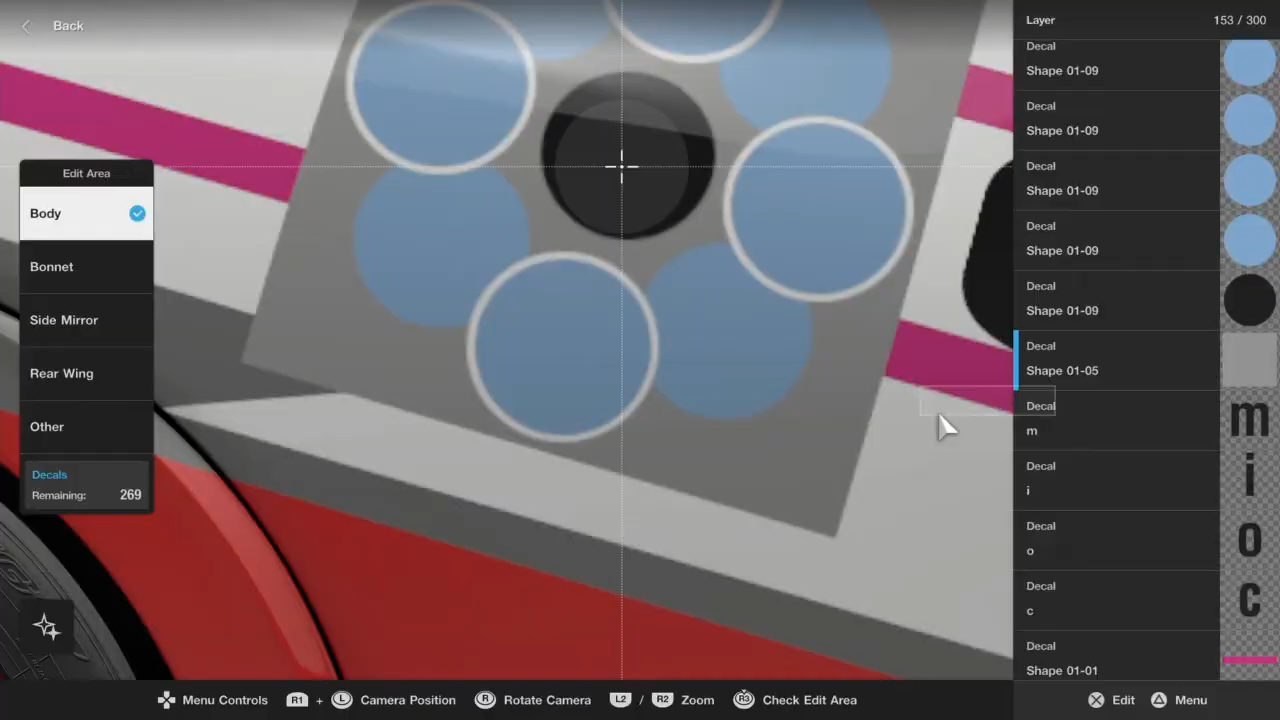 Back
Edit Area
Body
Bonnet
Side Mirror
Rear Wing
Other
Decals
Remaining: 269
Layer 153 / 300
Decal
Shape 01-09
Decal
Shape 01-09
Decal
Shape 01-09
Decal
Shape 01-09
Decal
Shape 01-09
Decal
Shape 01-05
Decal
m
m
Decal
i
i
Decal
o
o
Decal
c
c
Decal
Shape 01-01
Menu Controls R1 + L Camera Position R Rotate Camera L2 / R2 Zoom R3 Check Edit Area Edit Menu